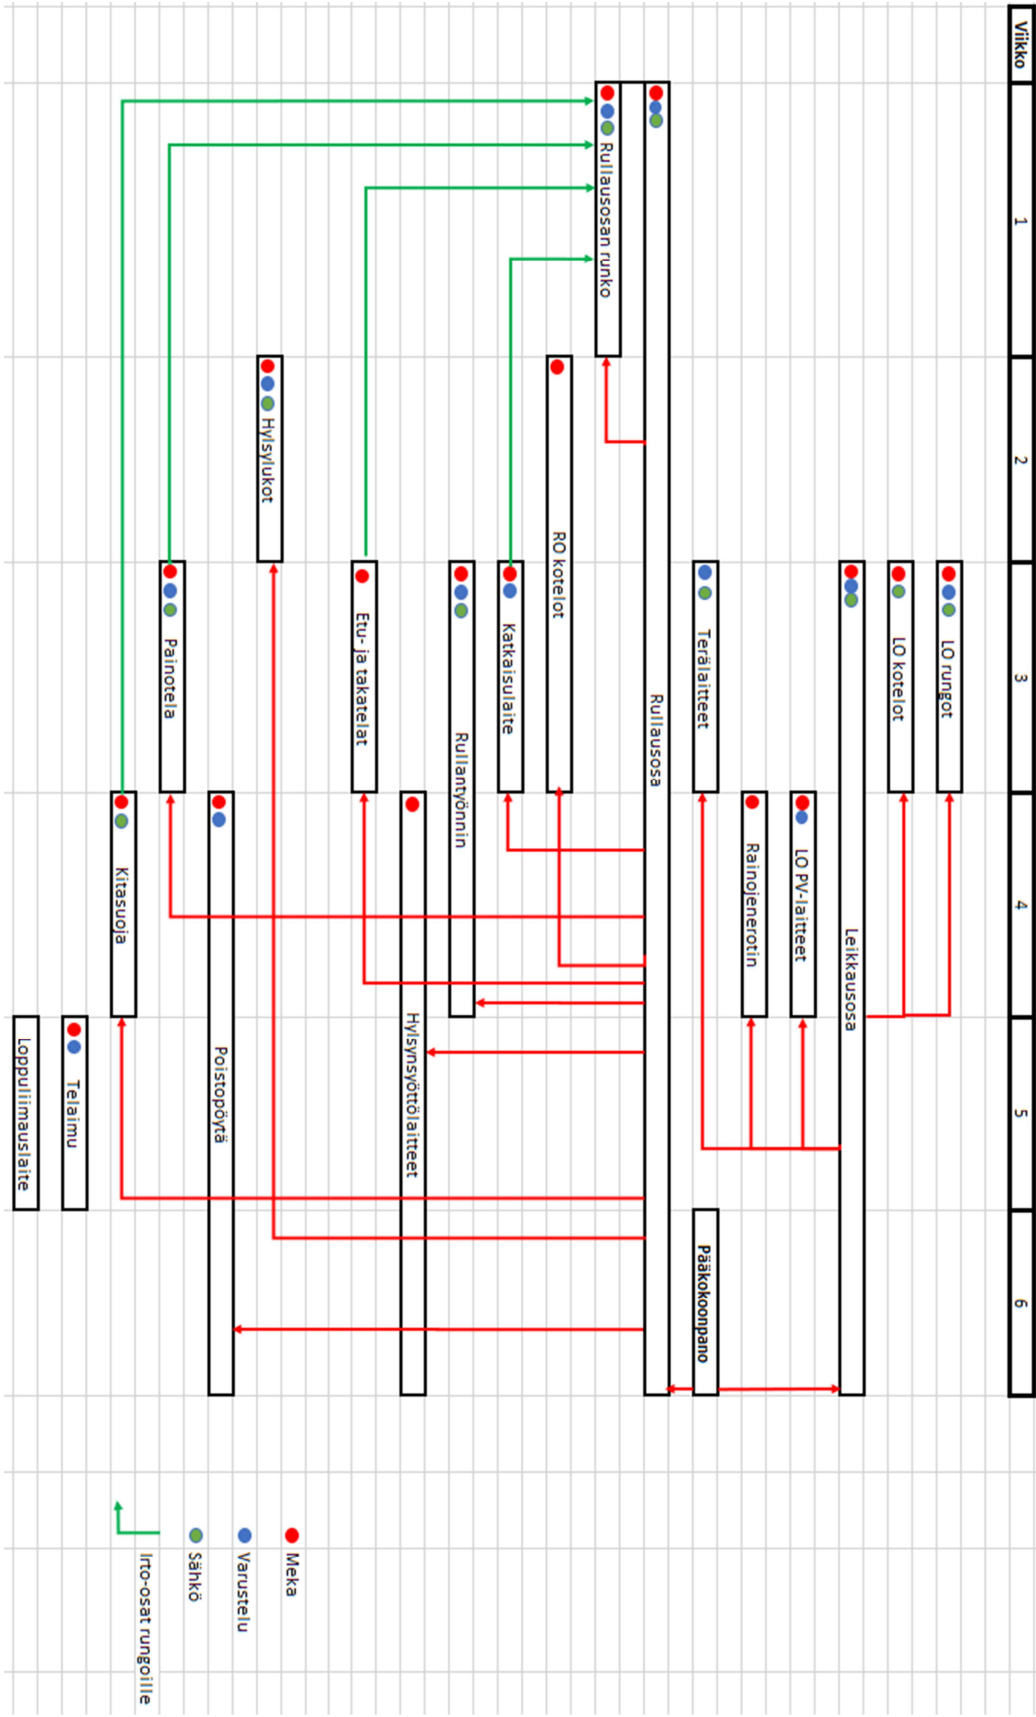 Viikko
1
2
3
4
5
6
LO rungot
LO kotelot
Leikkausosa
LO PV-laitteet
Rainojenerotin
Terälaitteet
Pääkokoonpano
Rullausosa
Rullausosan runko
RO kotelot
Katkaisulaite
Rullantyönnin
Hylsynsyöttölaitteet
Etu- ja takatelat
Hylsylukot
Poistopöytä
Painotela
Kitasuoja
Telaimu
Loppuliimauslaite
Meka
Varustelu
Sähkö
Irto-osat rungoille